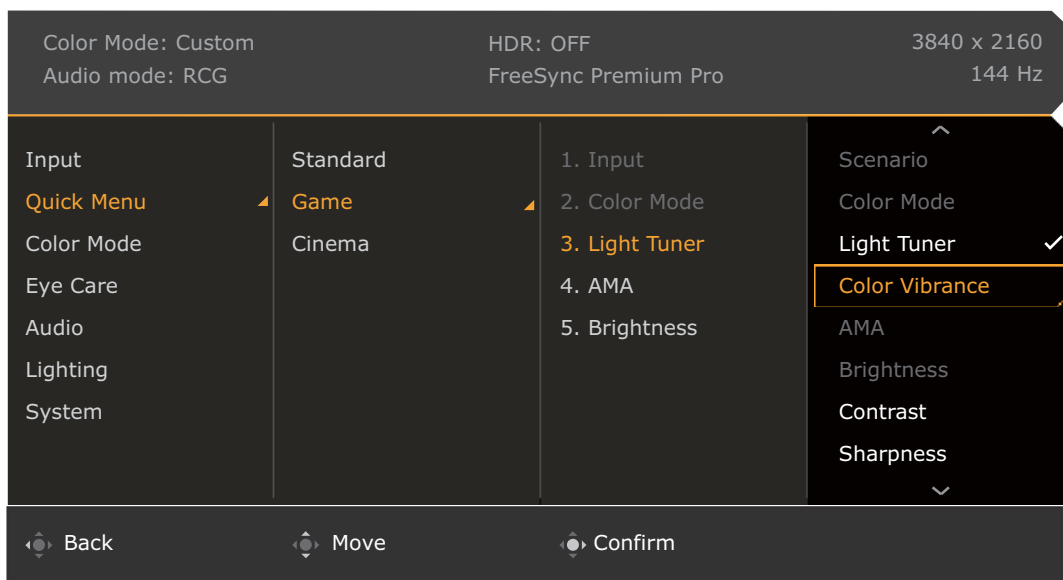 Color Mode: Custom
HDR: OFF
3840 x 2160
Audio mode: RCG
FreeSync Premium Pro
144 Hz
Input
Quick Menu
Color Mode
Eye Care
Audio
Lighting
System
Standard
Game
Cinema
1. Input
2. Color Mode
3. Light Tuner
4. AMA
5. Brightness
Scenario
Color Mode
Light Tuner
Color Vibrance
AMA
Brightness
Contrast
Sharpness
Back
Move
Confirm